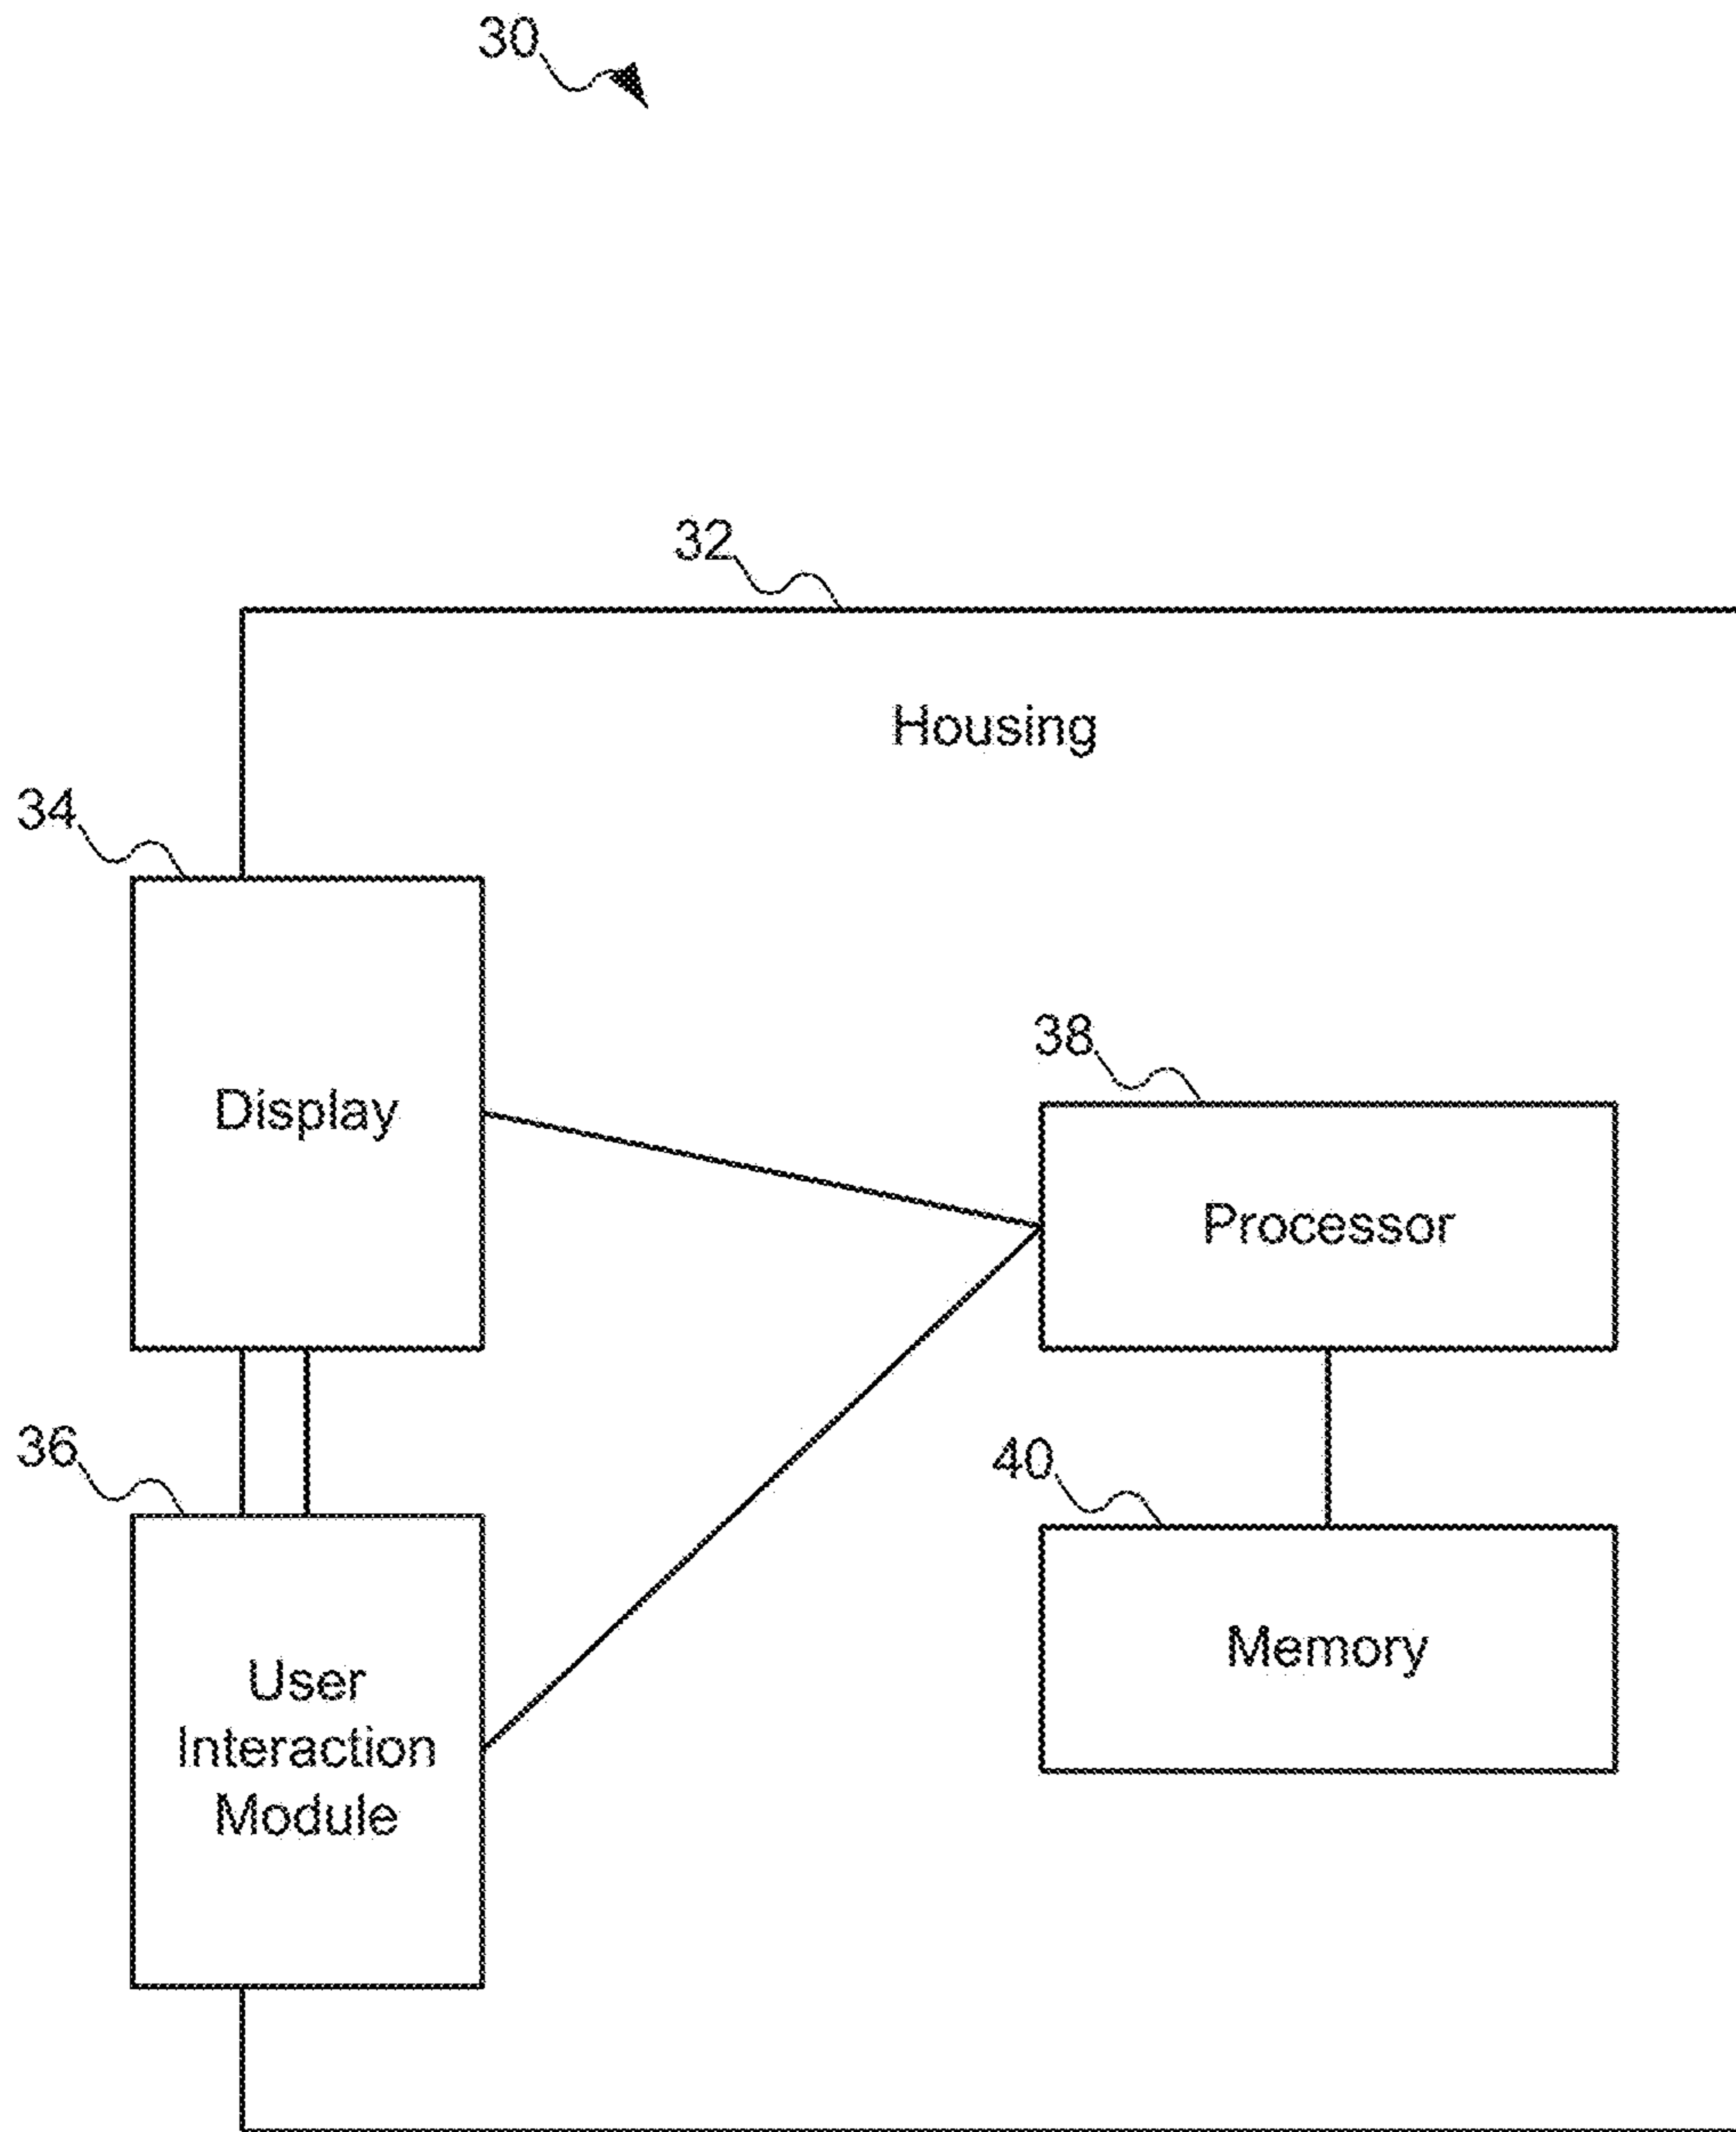 30
32
Housing
34
Display
38
Processor
36
User
Interaction
Module
40
Memory